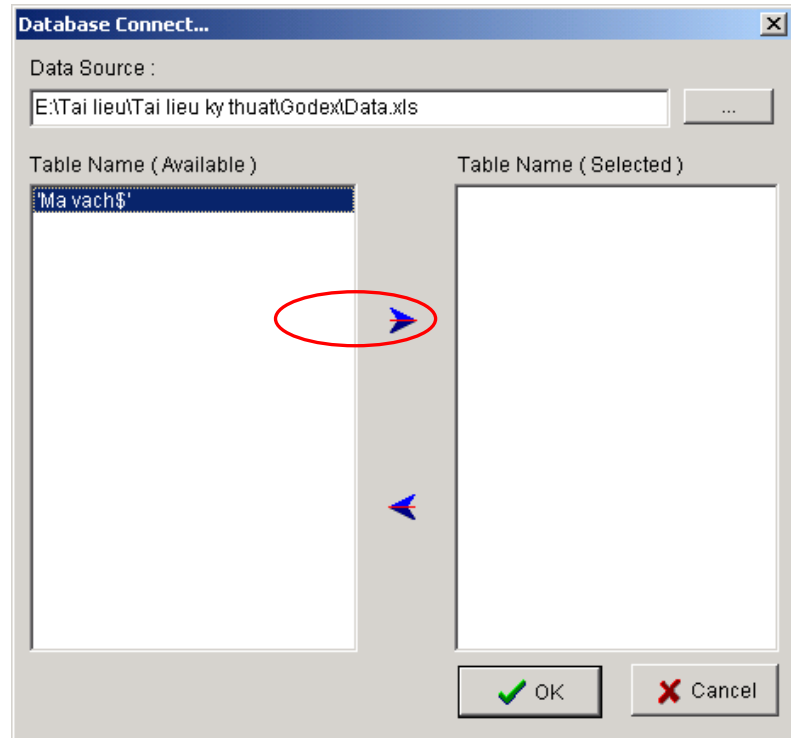 Database Connect...
Data Source :
E:\Tai lieu\Tai lieu ky thuat\Godex\Data.xls
...
Table Name ( Available )
Table Name ( Selected )
'Ma vach$'
OK
Cancel